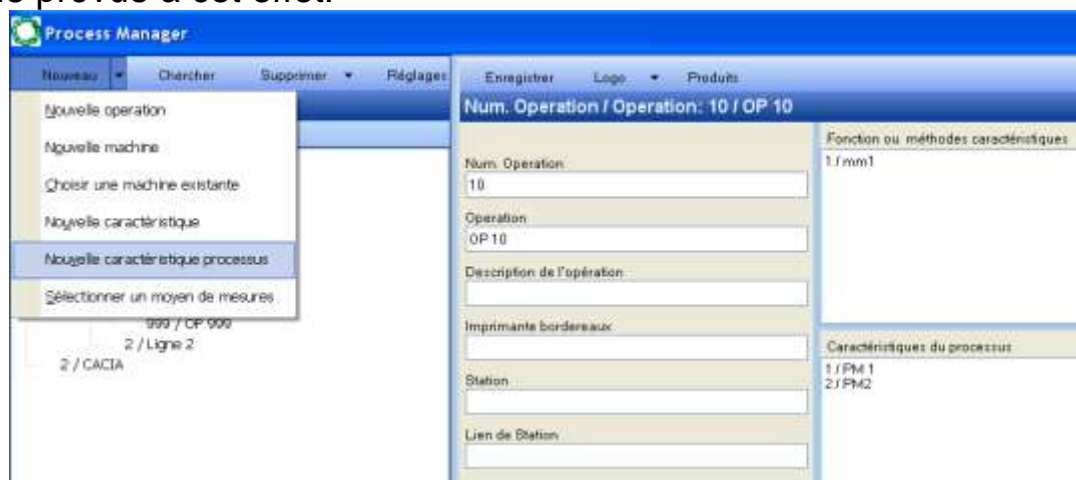 prévue à cet effet.
Process Manager
Nouveau Chercher Supprimer Réglages
Nouvelle operation
Nouvelle machine
Choisir une machine existante
Nouvelle caractéristique
Nouvelle caractéristique processus
Sélectionner un moyen de mesures
999 / OP 999
2 / Ligne 2
2 / CACIA
Enregistrer Logo Produits
Num. Operation / Operation: 10 / OP 10
Num. Operation
10
Operation
OP 10
Description de l'opération
Imprimante bordereaux
Station
Lien de Station
Fonction ou méthodes caractéristiques
1 / mm1
Caractéristiques du processus
1 / PM 1
2 / PM2